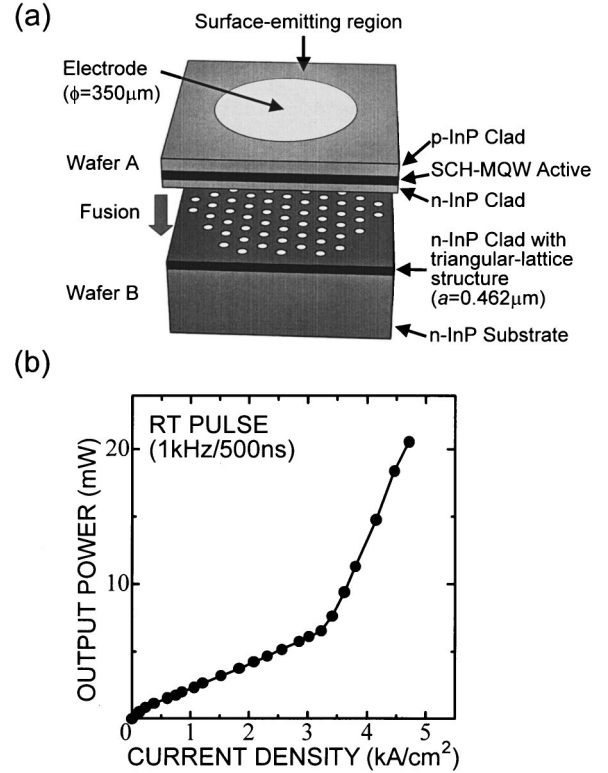 (a)
Surface-emitting region
Electrode
(ϕ=350μm)
p-InP Clad
Wafer A
SCH-MQW Active
n-InP Clad
Fusion
n-InP Clad with
triangular-lattice
structure
(a=0.462μm)
Wafer B
n-InP Substrate
(b)
RT PULSE
(1kHz/500ns)
20
10
0
0 1 2 3 4 5
OUTPUT POWER (mW)
CURRENT DENSITY (kA/cm²)